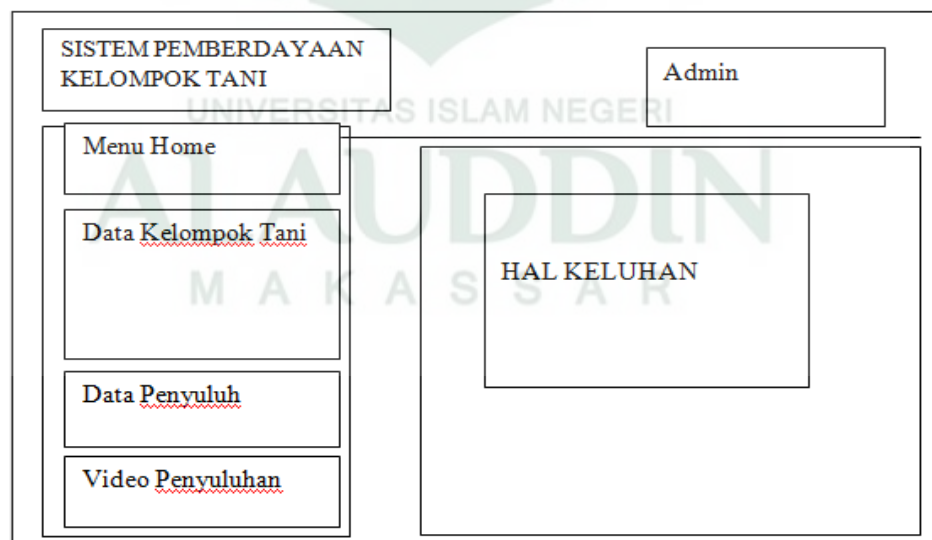 SISTEM PEMBERDAYAAN
KELOMPOK TANI
Admin
UNIVERSITAS ISLAM NEGERI
ALAUDDIN
MAKASSAR
Menu Home
Data Kelompok Tani
Data Penyuluh
Video Penyuluhan
HAL KELUHAN